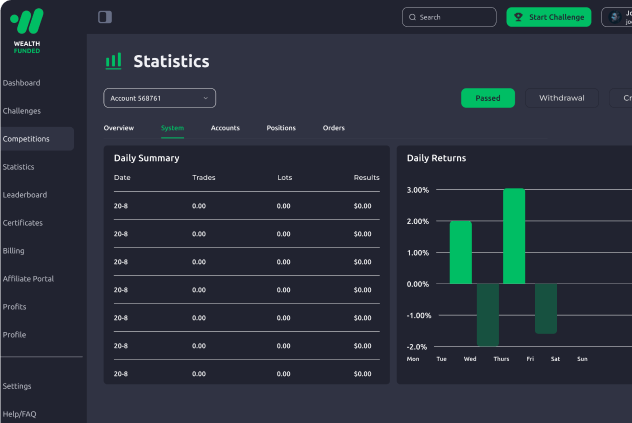 WEALTH
FUNDED
Search
Start Challenge
Statistics
Account 568761
Passed
Withdrawal
Overview
System
Accounts
Positions
Orders
Dashboard
Challenges
Competitions
Statistics
Leaderboard
Certificates
Billing
Affiliate Portal
Profits
Profile
Settings
Help/FAQ
Daily Summary
Date Trades Lots Results
20-8 0.00 0.00 $0.00
20-8 0.00 0.00 $0.00
20-8 0.00 0.00 $0.00
20-8 0.00 0.00 $0.00
20-8 0.00 0.00 $0.00
20-8 0.00 0.00 $0.00
20-8 0.00 0.00 $0.00
Daily Returns
3.00%
2.00%
1.00%
0.00%
-1.00%
-2.0%
Mon Tue Wed Thurs Fri Sat Sun